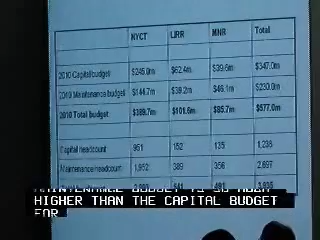 NYCT LRR MNR Total
2010 Capital budget $245.0m $62.4m $39.6m $347.0m
2010 Maintenance budget $144.7m $39.2m $46.1m $230.0m
2010 Total budget $389.7m $101.6m $85.7m $577.0m
Capital headcount 951 152 135 1,238
Maintenance headcount 1,952 389 356 2,697
HIGHER THAN THE CAPITAL BUDGET
FOR